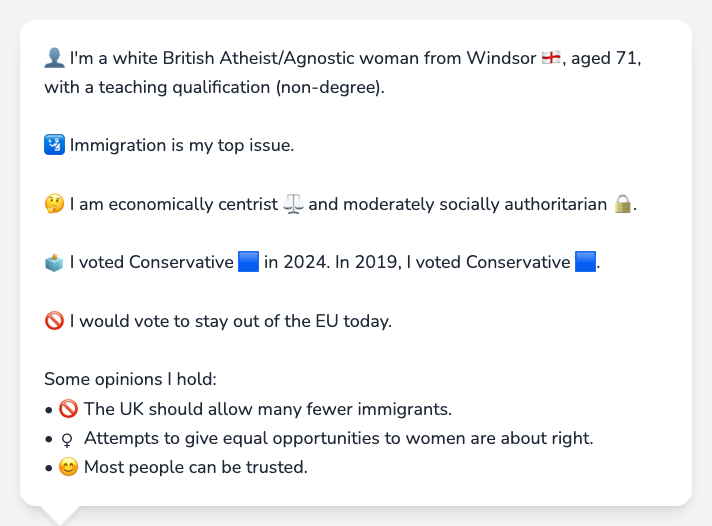 👤 I'm a white British Atheist/Agnostic woman from Windsor 🏴󠁧󠁢󠁥󠁮󠁧󠁿, aged 71,
with a teaching qualification (non-degree).
🛂 Immigration is my top issue.
🤔 I am economically centrist ⚖️ and moderately socially authoritarian 🔒.
🗳️ I voted Conservative 🟦 in 2024. In 2019, I voted Conservative 🟦.
🚫 I would vote to stay out of the EU today.
Some opinions I hold:
• 🚫 The UK should allow many fewer immigrants.
• ♀ Attempts to give equal opportunities to women are about right.
• 😊 Most people can be trusted.